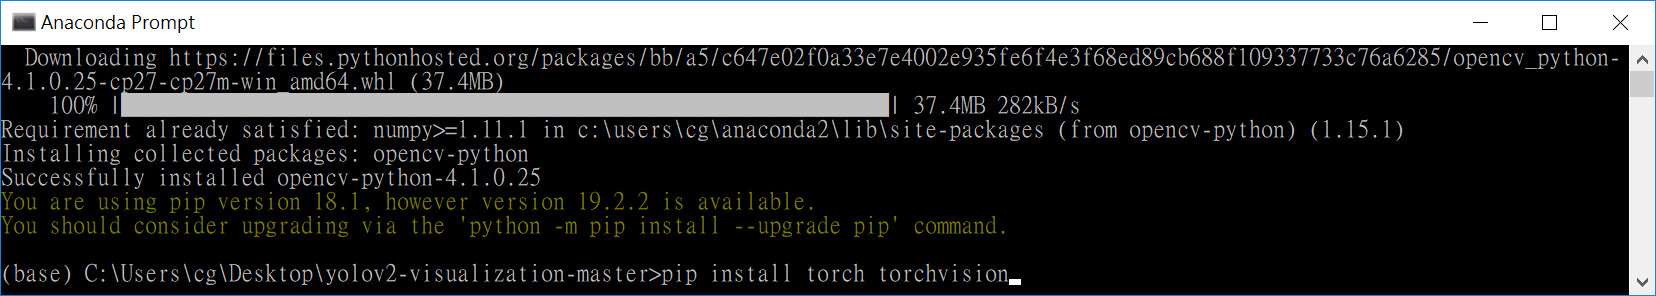 Anaconda Prompt
Downloading https://files.pythonhosted.org/packages/bb/a5/c647e02f0a33e7e4002e935fe6f4e3f68ed89cb688f109337733c76a6285/opencv_python-
4.1.0.25-cp27-cp27m-win_amd64.whl (37.4MB)
100% |████████████████████████████████| 37.4MB 282kB/s
Requirement already satisfied: numpy>=1.11.1 in c:\users\cg\anaconda2\lib\site-packages (from opencv-python) (1.15.1)
Installing collected packages: opencv-python
Successfully installed opencv-python-4.1.0.25
You are using pip version 18.1, however version 19.2.2 is available.
You should consider upgrading via the 'python -m pip install --upgrade pip' command.
(base) C:\Users\cg\Desktop\yolov2-visualization-master>pip install torch torchvision